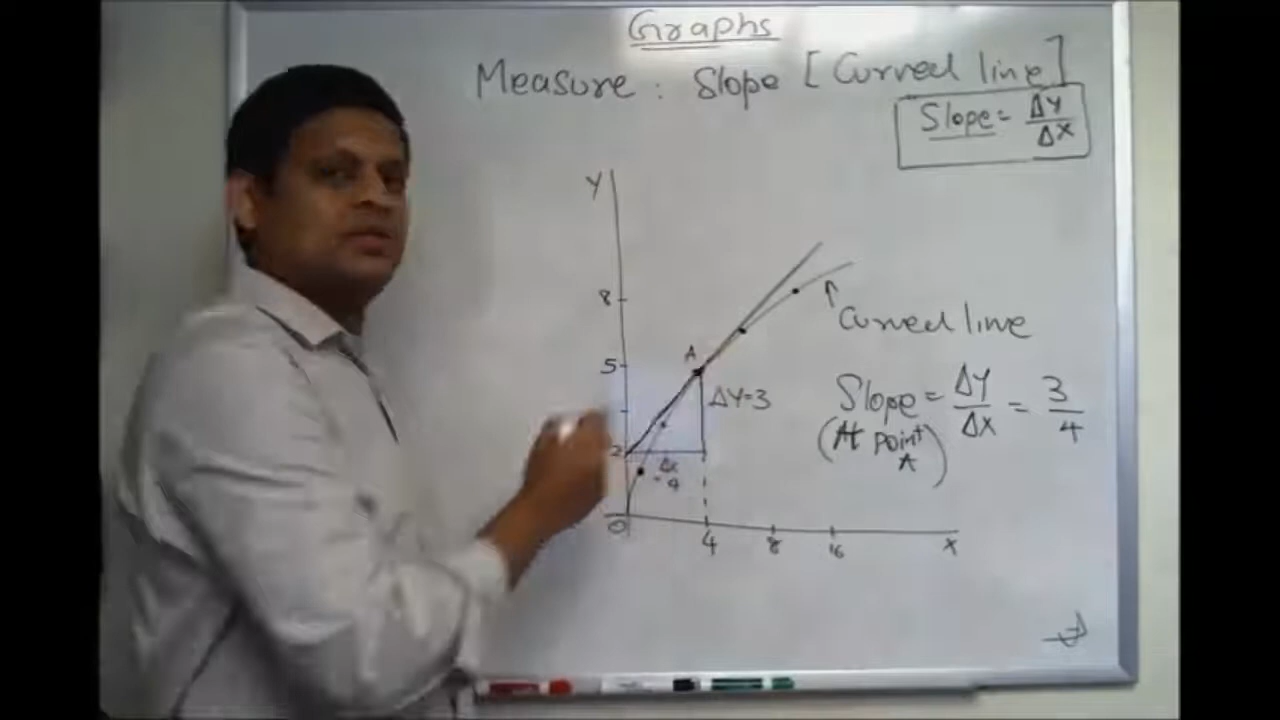 Graphs
Measure: Slope [Curved line]
Slope = ΔY/ΔX
Y
8
A
Curved line
5
ΔY=3
Slope = ΔY/ΔX = 3/4
(At point A)
2
Δx
= 4
0
4
8
16
X